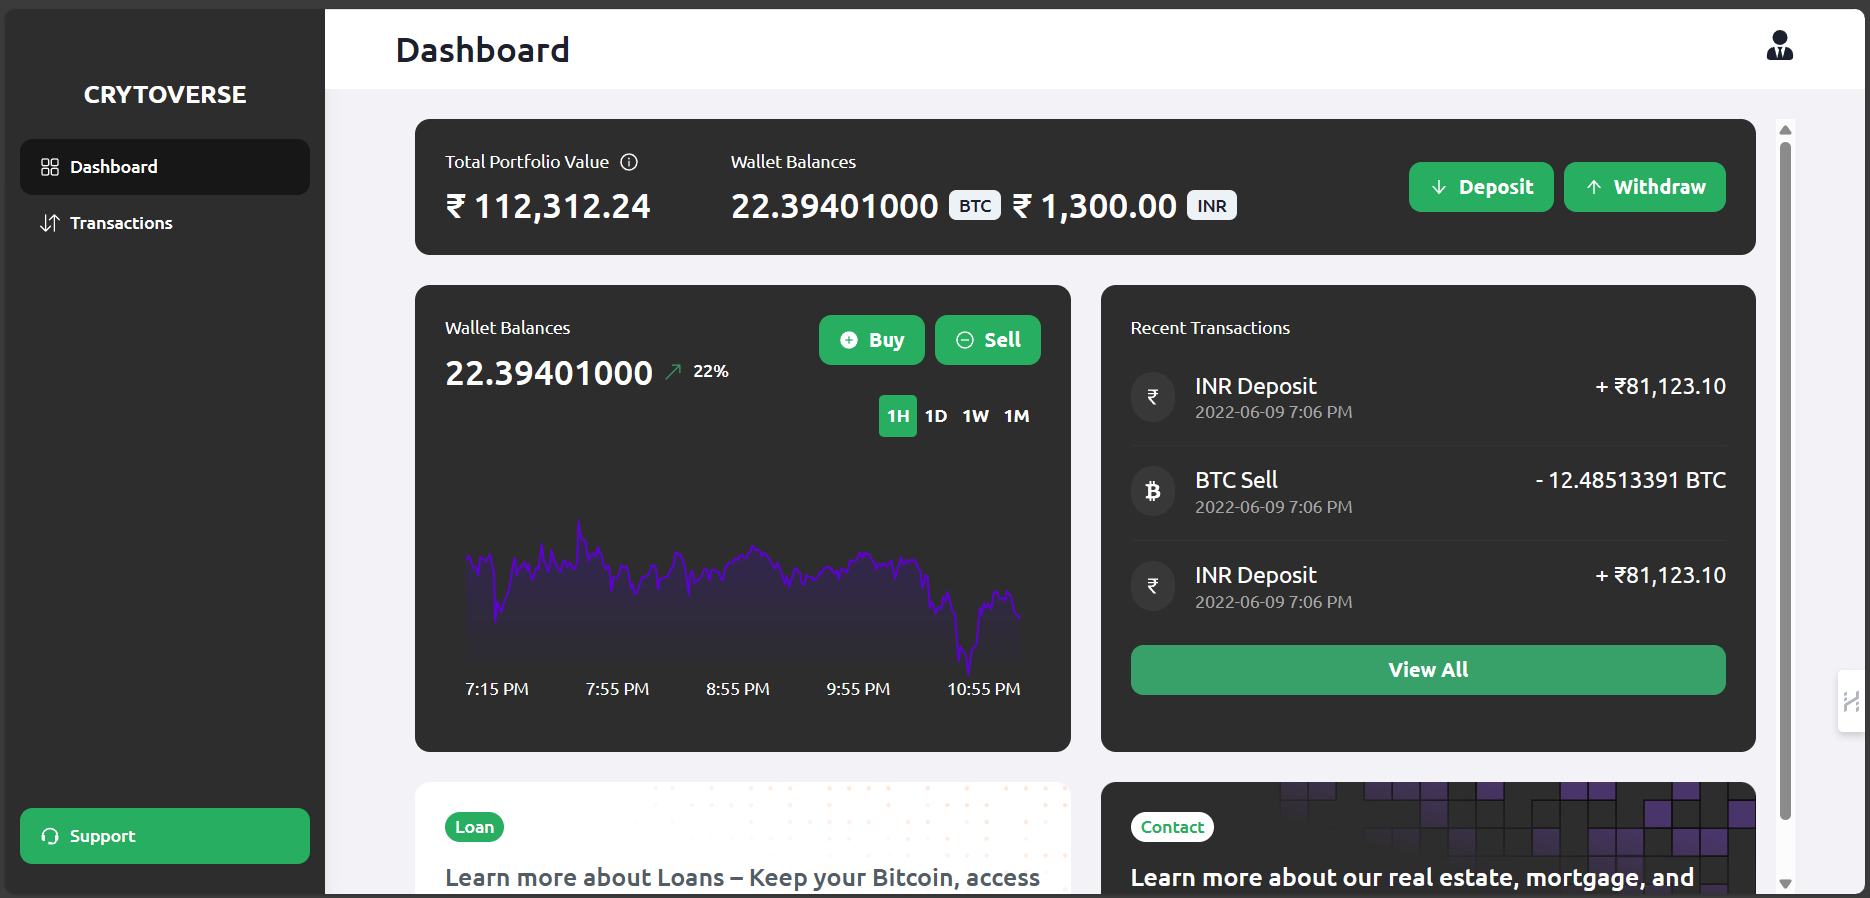 CRYTOVERSE
Dashboard
Transactions
Support
Dashboard
Total Portfolio Value
₹ 112,312.24
Wallet Balances
22.39401000 BTC ₹ 1,300.00 INR
Deposit
Withdraw
Wallet Balances
22.39401000 22%
Buy
Sell
1H 1D 1W 1M
7:15 PM 7:55 PM 8:55 PM 9:55 PM 10:55 PM
Recent Transactions
₹ INR Deposit + ₹81,123.10
2022-06-09 7:06 PM
BTC Sell - 12.48513391 BTC
2022-06-09 7:06 PM
₹ INR Deposit + ₹81,123.10
2022-06-09 7:06 PM
View All
Loan
Learn more about Loans – Keep your Bitcoin, access
Contact
Learn more about our real estate, mortgage, and